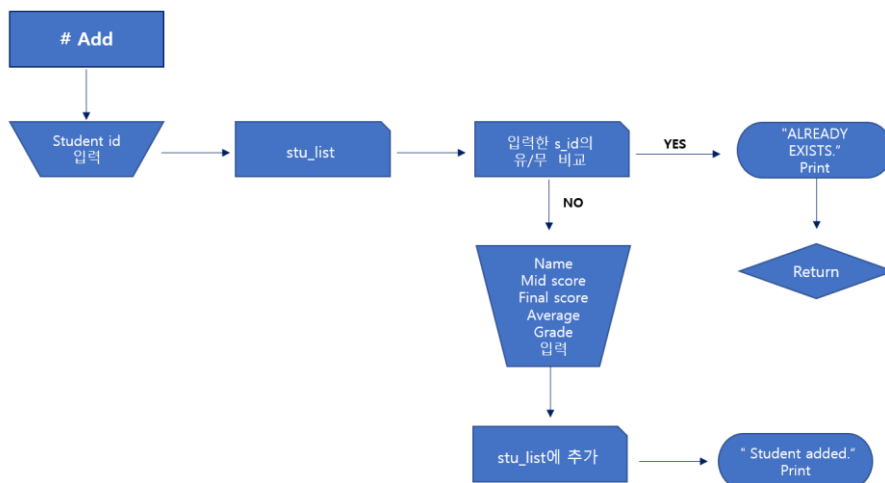 # Add
Student id
입력
stu_list
입력한 s_id의
유/무 비교
YES
"ALREADY
EXISTS.”
Print
NO
Name
Mid score
Final score
Average
Grade
입력
Return
stu_list에 추가
" Student added.“
Print